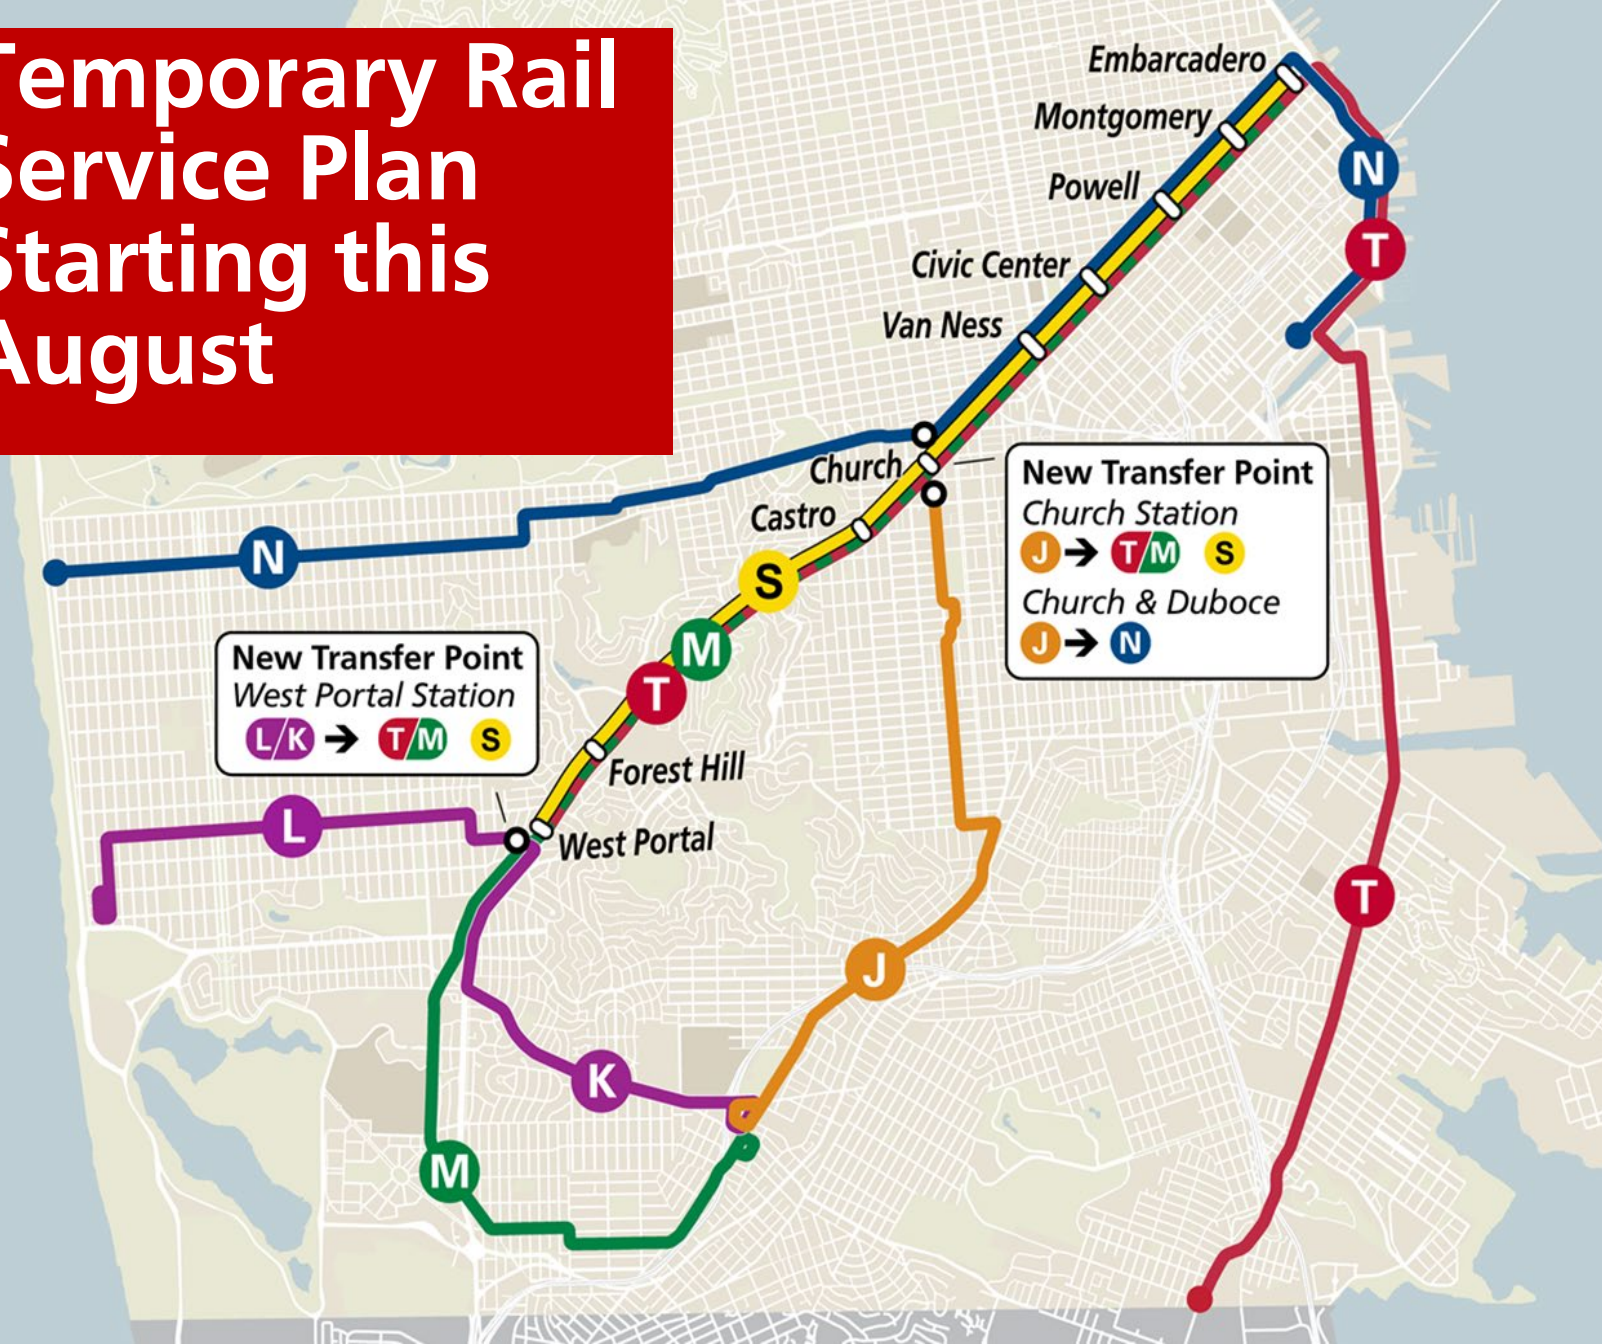 Temporary Rail
Service Plan
Starting this
August
Embarcadero
Montgomery
Powell
Civic Center
Van Ness
Church
Castro
N
T
New Transfer Point
Church Station
J → T/M S
Church & Duboce
J → N
N
S
M
T
New Transfer Point
West Portal Station
L/K → T/M S
Forest Hill
West Portal
L
T
J
K
M